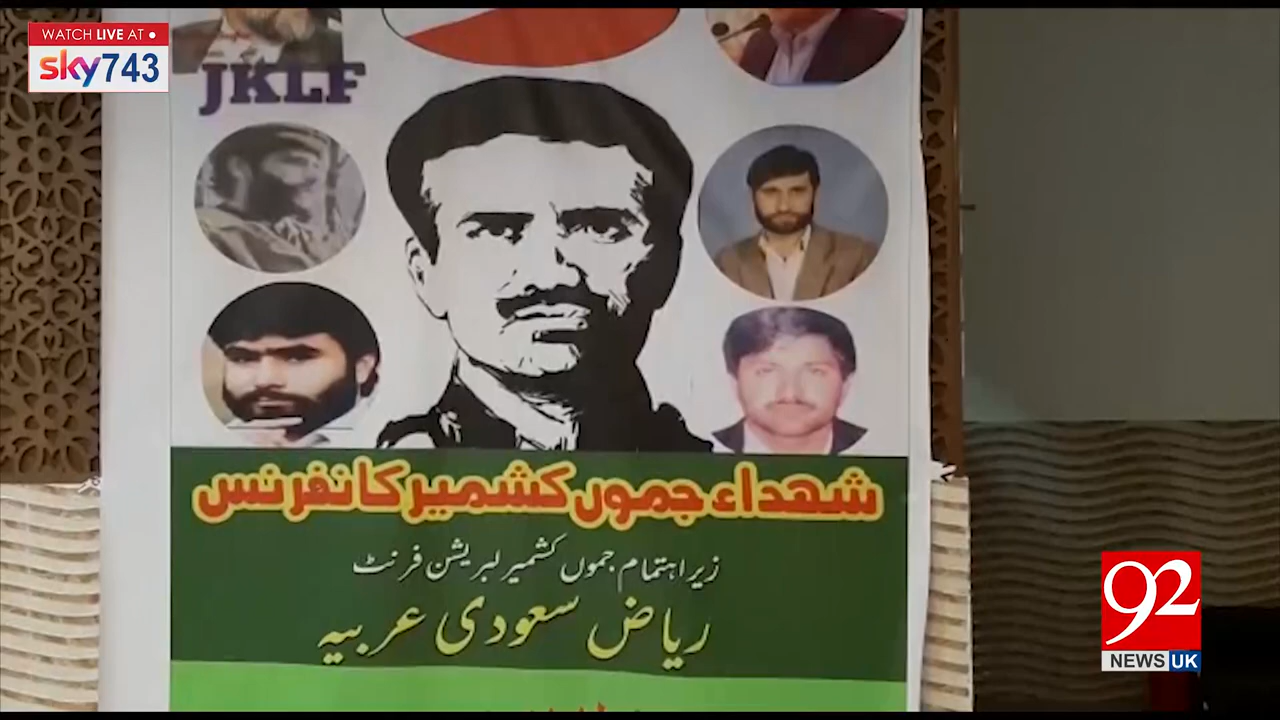 WATCH LIVE AT
sky743
JKLF
شهداء جموں کشمیر کانفرنس
زیر اہتمام جموں کشمیر لبریشن فرنٹ
ریاض سعودی عربیہ
92
NEWS UK